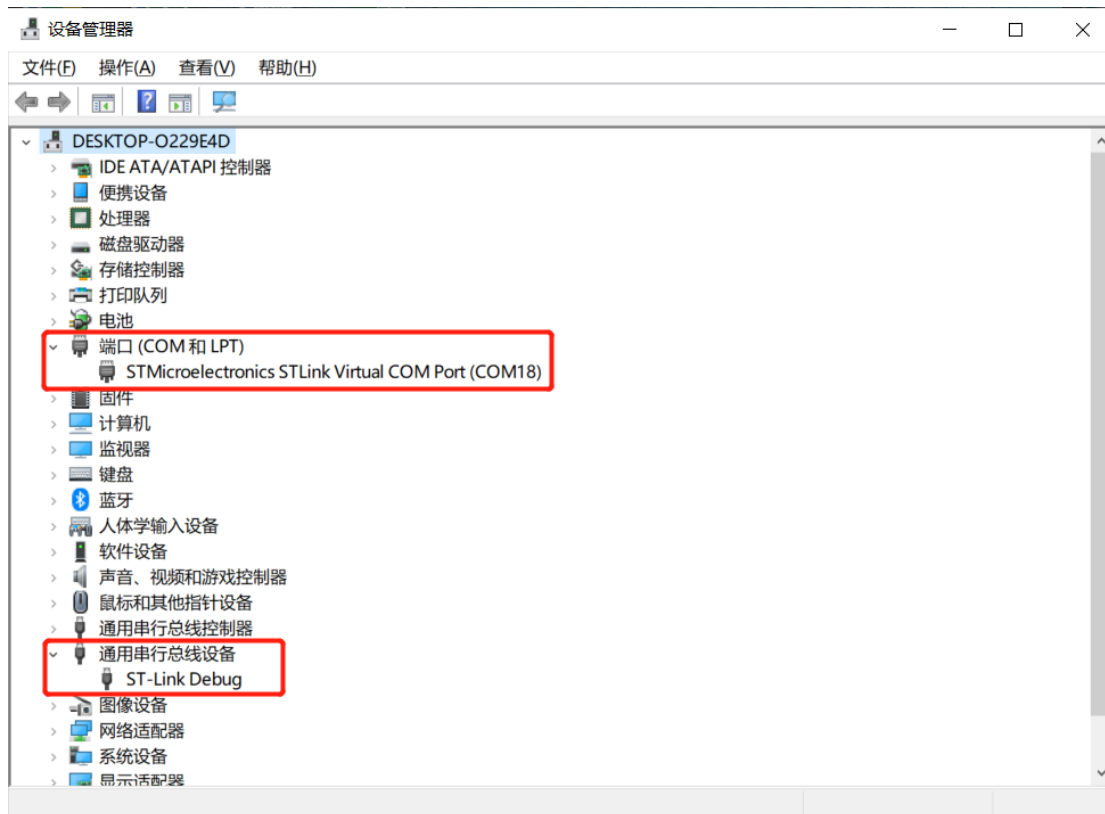 设备管理器
文件(F) 操作(A) 查看(V) 帮助(H)
DESKTOP-O229E4D
IDE ATA/ATAPI 控制器
便携设备
处理器
磁盘驱动器
存储控制器
打印队列
电池
端口 (COM 和 LPT)
STMicroelectronics STLink Virtual COM Port (COM18)
固件
计算机
监视器
键盘
蓝牙
人体学输入设备
软件设备
声音、视频和游戏控制器
鼠标和其他指针设备
通用串行总线控制器
通用串行总线设备
ST-Link Debug
图像设备
网络适配器
系统设备
显示适配器